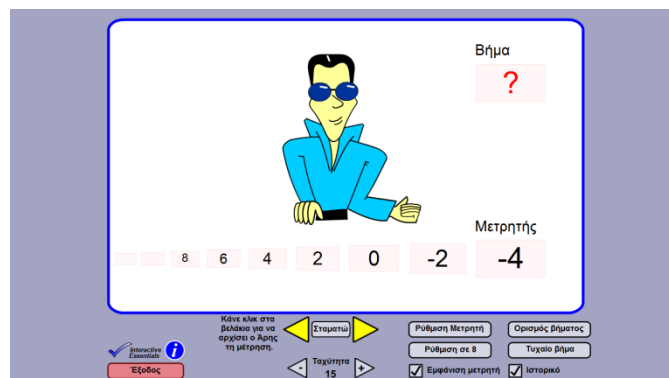 Βήμα
?
Μετρητής
8 6 4 2 0 -2 -4
Κάνε κλικ στα
βελάκια για να
αρχίσει ο Άρης
τη μέτρηση.
Σταματώ
Ρύθμιση Μετρητή
Ορισμός βήματος
Ρύθμιση σε 8
Τυχαίο βήμα
Interactive
Essentials
i
Έξοδος
- Ταχύτητα +
15
Εμφάνιση μετρητή
Ιστορικό